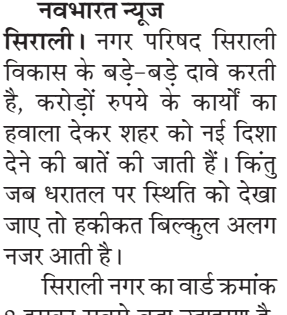 नवभारत न्यूज
सिराली। नगर परिषद सिराली
विकास के बड़े-बड़े दावे करती
है, करोड़ों रुपये के कार्यों का
हवाला देकर शहर को नई दिशा
देने की बातें की जाती हैं। किंतु
जब धरातल पर स्थिति को देखा
जाए तो हकीकत बिल्कुल अलग
नजर आती है।
सिराली नगर का वार्ड क्रमांक